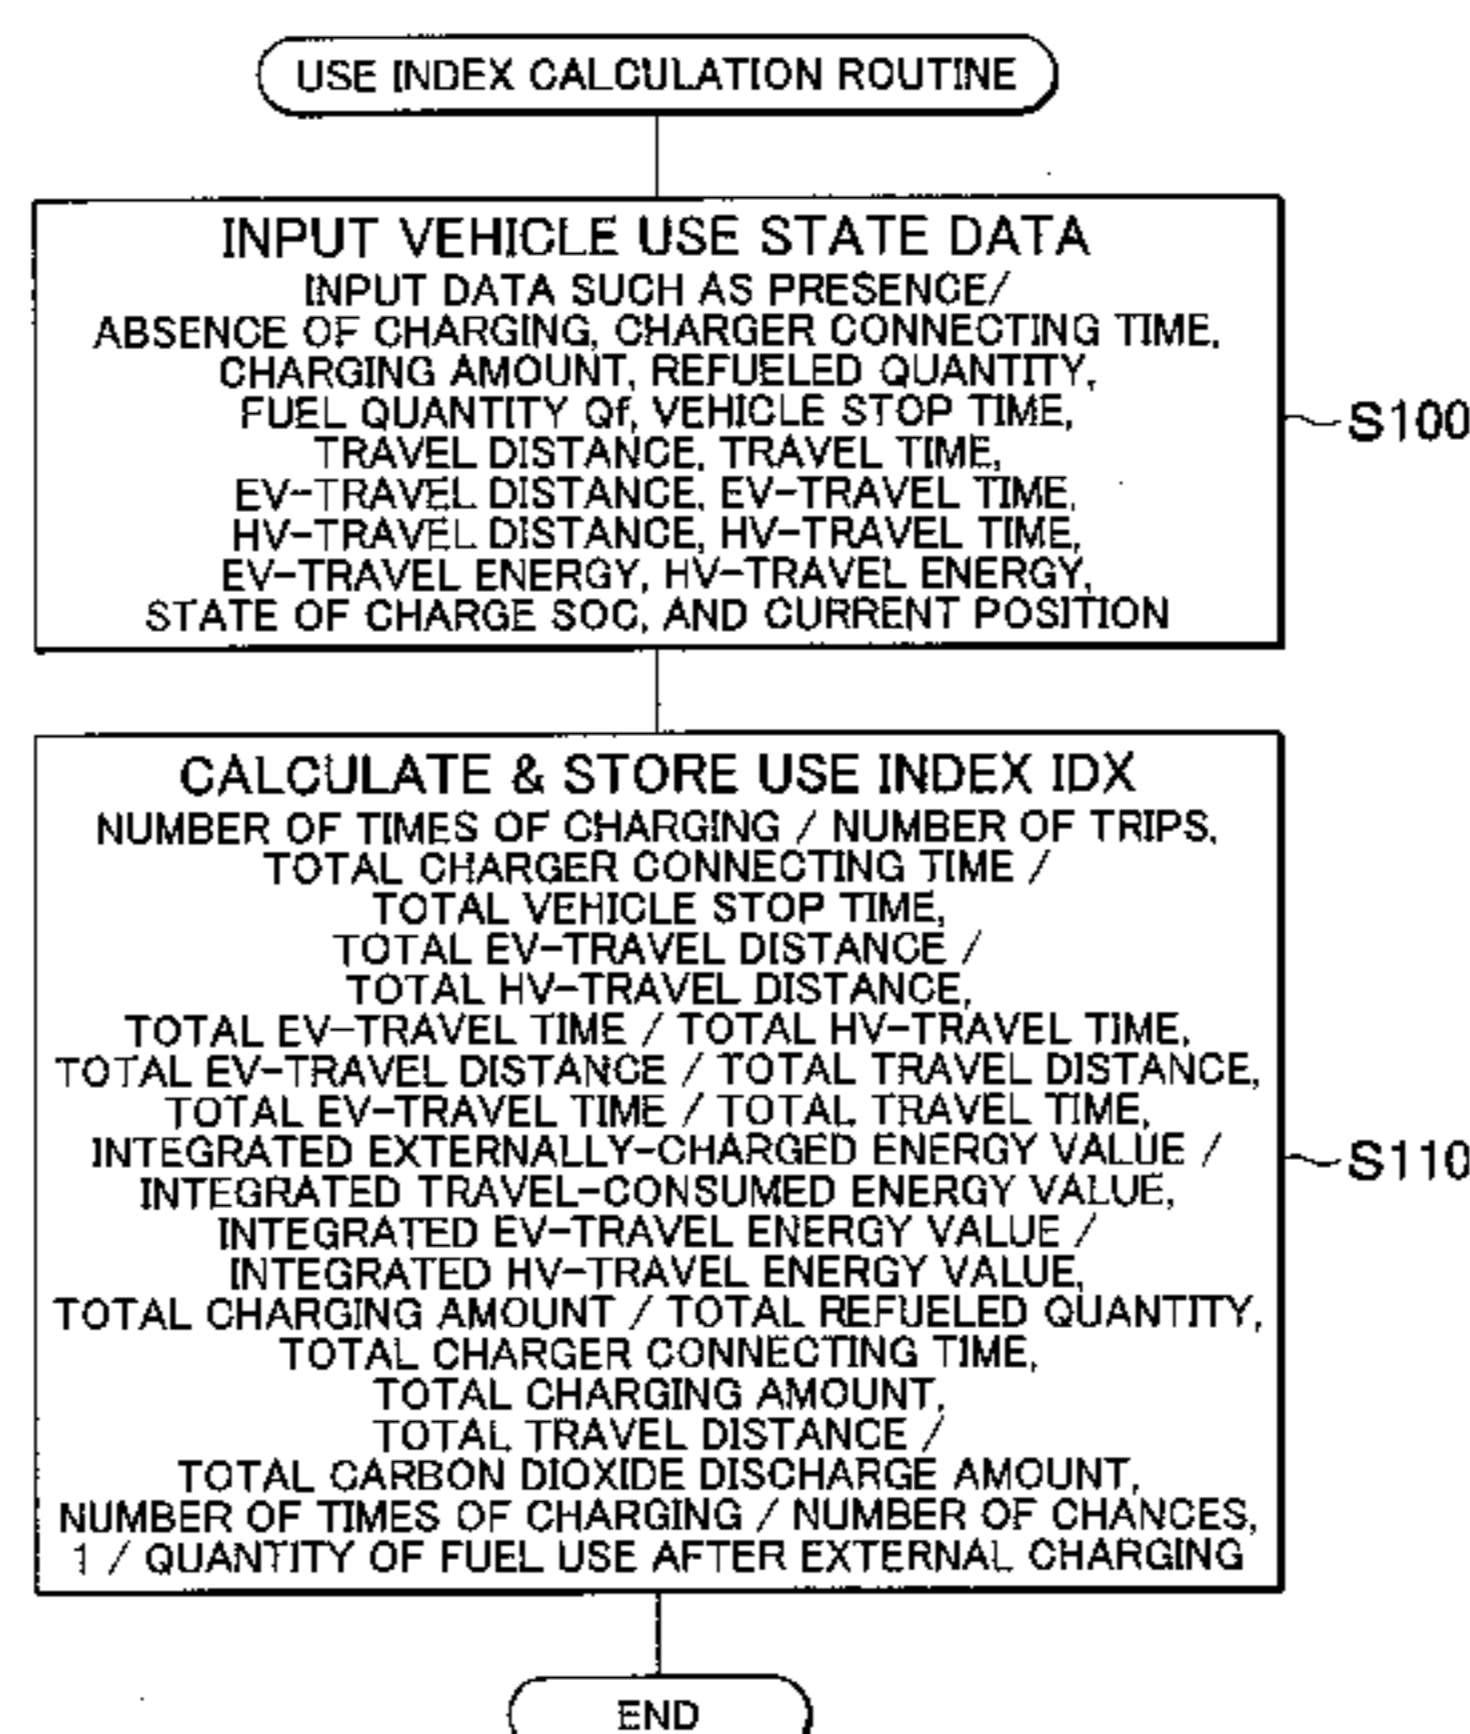 USE INDEX CALCULATION ROUTINE
INPUT VEHICLE USE STATE DATA
INPUT DATA SUCH AS PRESENCE/
ABSENCE OF CHARGING, CHARGER CONNECTING TIME,
CHARGING AMOUNT, REFUELED QUANTITY,
FUEL QUANTITY Qf, VEHICLE STOP TIME,
TRAVEL DISTANCE, TRAVEL TIME,
EV-TRAVEL DISTANCE, EV-TRAVEL TIME,
HV-TRAVEL DISTANCE, HV-TRAVEL TIME,
EV-TRAVEL ENERGY, HV-TRAVEL ENERGY,
STATE OF CHARGE SOC, AND CURRENT POSITION
S100
CALCULATE & STORE USE INDEX IDX
NUMBER OF TIMES OF CHARGING / NUMBER OF TRIPS,
TOTAL CHARGER CONNECTING TIME /
TOTAL VEHICLE STOP TIME,
TOTAL EV-TRAVEL DISTANCE /
TOTAL HV-TRAVEL DISTANCE,
TOTAL EV-TRAVEL TIME / TOTAL HV-TRAVEL TIME,
TOTAL EV-TRAVEL DISTANCE / TOTAL TRAVEL DISTANCE,
TOTAL EV-TRAVEL TIME / TOTAL TRAVEL TIME,
INTEGRATED EXTERNALLY-CHARGED ENERGY VALUE /
INTEGRATED TRAVEL-CONSUMED ENERGY VALUE,
INTEGRATED EV-TRAVEL ENERGY VALUE /
INTEGRATED HV-TRAVEL ENERGY VALUE,
TOTAL CHARGING AMOUNT / TOTAL REFUELED QUANTITY,
TOTAL CHARGER CONNECTING TIME,
TOTAL CHARGING AMOUNT,
TOTAL TRAVEL DISTANCE /
TOTAL CARBON DIOXIDE DISCHARGE AMOUNT,
NUMBER OF TIMES OF CHARGING / NUMBER OF CHANCES,
1 / QUANTITY OF FUEL USE AFTER EXTERNAL CHARGING
S110
END